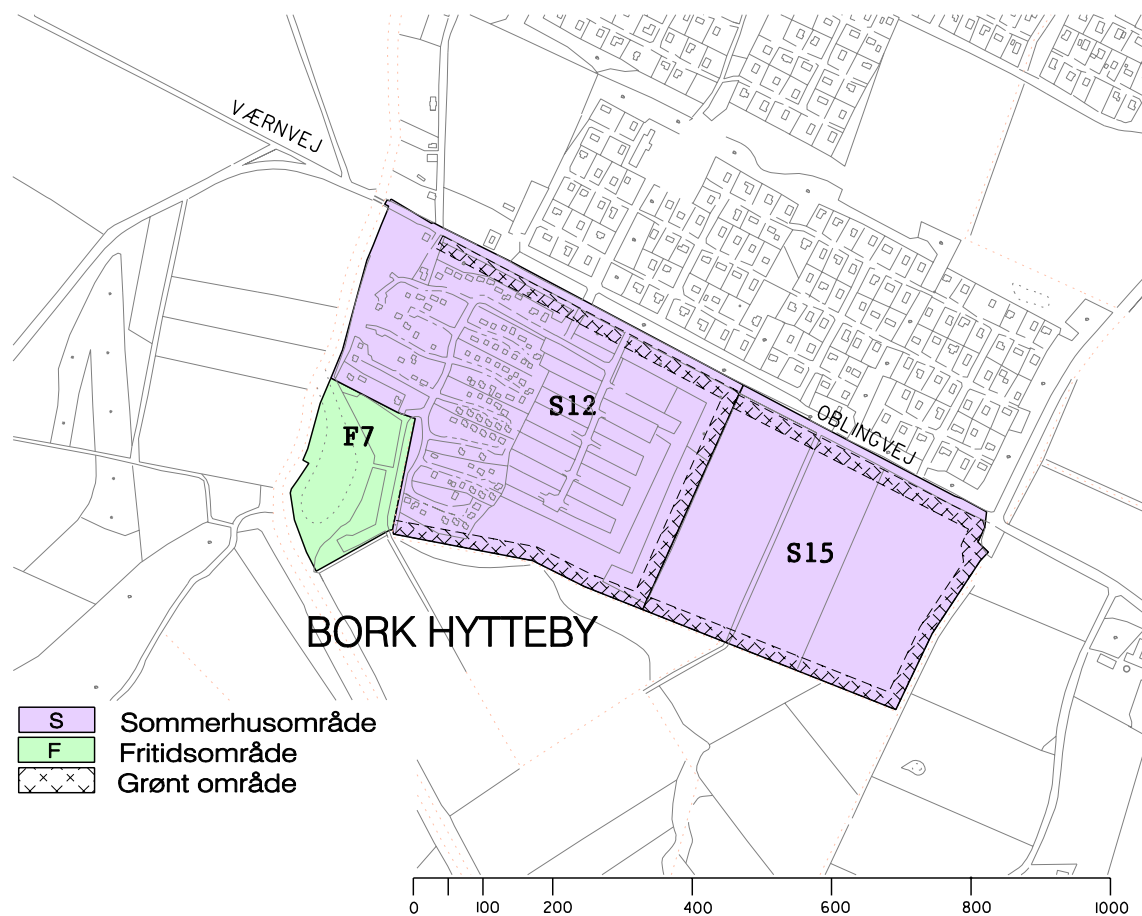 VÆRNVEJ
S12
OBLINGVEJ
F7
S15
BORK HYTTEBY
S Sommerhusområde
F Fritidsområde
Grønt område
0 100 200 400 600 800 1000